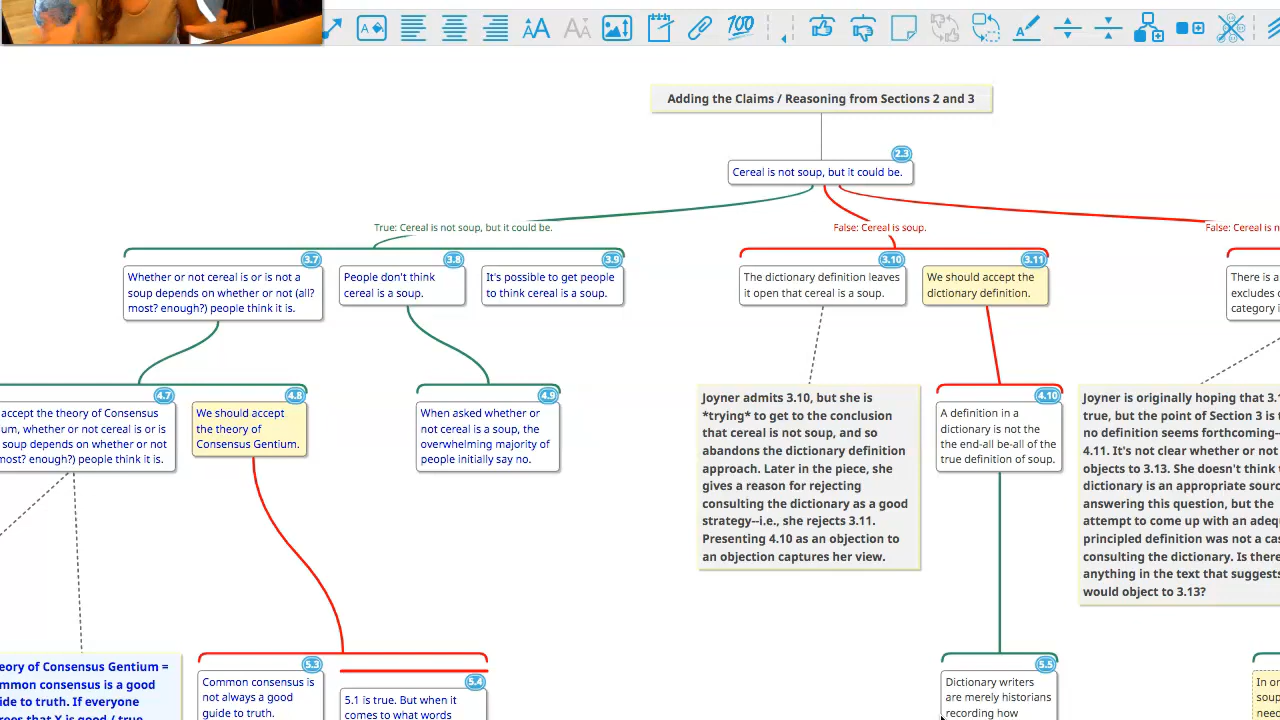 100
Adding the Claims / Reasoning from Sections 2 and 3
2.3
Cereal is not soup, but it could be.
True: Cereal is not soup, but it could be.
False: Cereal is soup.
False: Cereal is n
3.7
Whether or not cereal is or is not a
soup depends on whether or not (all?
most? enough?) people think it is.
3.8
People don't think
cereal is a soup.
3.9
It's possible to get people
to think cereal is a soup.
3.10
The dictionary definition leaves
it open that cereal is a soup.
3.11
We should accept the
dictionary definition.
There is a
excludes c
category i
4.7
accept the theory of Consensus
um, whether or not cereal is or is
soup depends on whether or not
most? enough?) people think it is.
4.8
We should accept
the theory of
Consensus Gentium.
4.9
When asked whether or
not cereal is a soup, the
overwhelming majority of
people initially say no.
Joyner admits 3.10, but she is
*trying* to get to the conclusion
that cereal is not soup, and so
abandons the dictionary definition
approach. Later in the piece, she
gives a reason for rejecting
consulting the dictionary as a good
strategy--i.e., she rejects 3.11.
Presenting 4.10 as an objection to
an objection captures her view.
4.10
A definition in a
dictionary is not the
the end-all be-all of the
true definition of soup.
Joyner is originally hoping that 3.1
true, but the point of Section 3 is t
no definition seems forthcoming--
4.11. It's not clear whether or not
objects to 3.13. She doesn't think t
dictionary is an appropriate sourc
answering this question, but the
attempt to come up with an adeq
principled definition was not a cas
consulting the dictionary. Is there
anything in the text that suggests
would object to 3.13?
eory of Consensus Gentium =
mmon consensus is a good
ide to truth. If everyone
rees that X is good / true
5.3
Common consensus is
not always a good
guide to truth.
5.4
5.1 is true. But when it
comes to what words
5.5
Dictionary writers
are merely historians
recording how
In or
soup
need